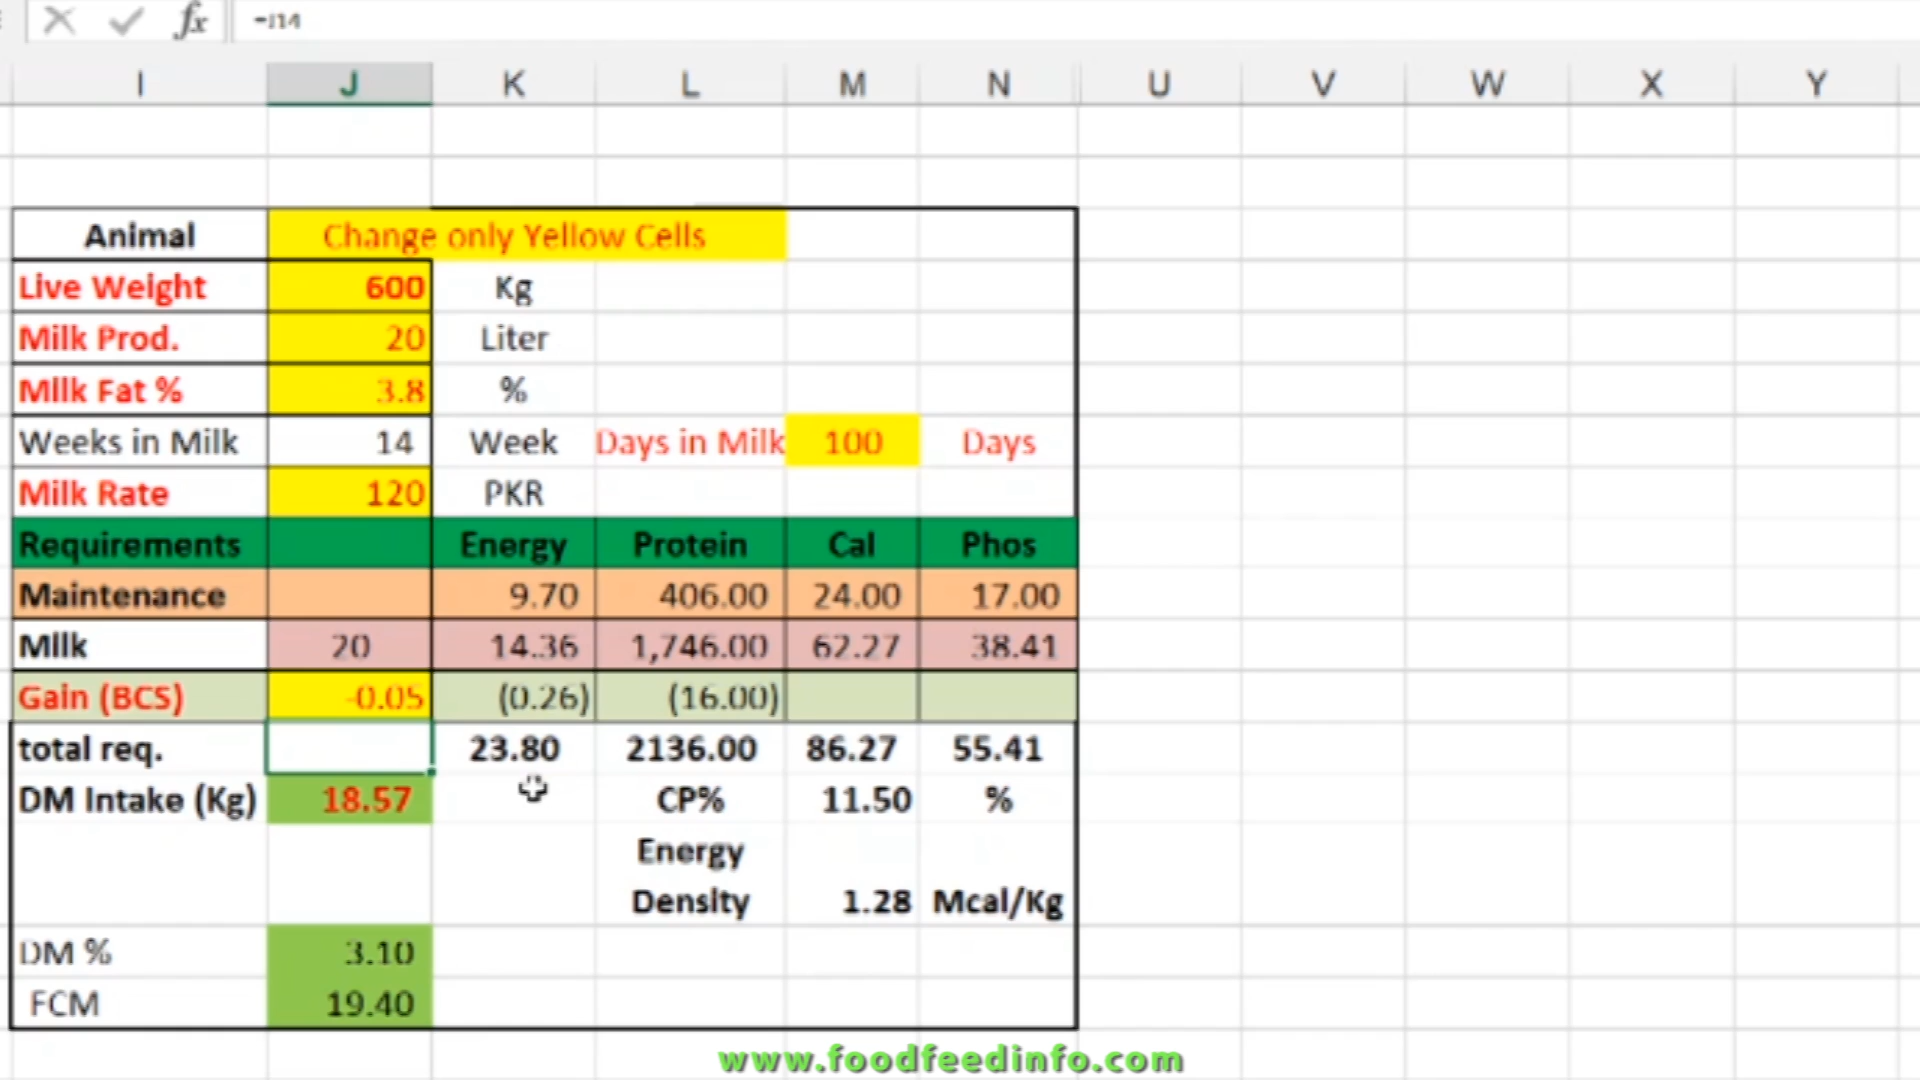 fx =J14
I J K L M N U V W X Y
Animal Change only Yellow Cells
Live Weight 600 Kg
Milk Prod. 20 Liter
Milk Fat % 3.8 %
Weeks in Milk 14 Week Days in Milk 100 Days
Milk Rate 120 PKR
Requirements Energy Protein Cal Phos
Maintenance 9.70 406.00 24.00 17.00
Milk 20 14.36 1,746.00 62.27 38.41
Gain (BCS) -0.05 (0.26) (16.00)
total req. 23.80 2136.00 86.27 55.41
DM Intake (Kg) 18.57 CP% 11.50 %
Energy
Density 1.28 Mcal/Kg
DM % 3.10
FCM 19.40
www.foodfeedinfo.com